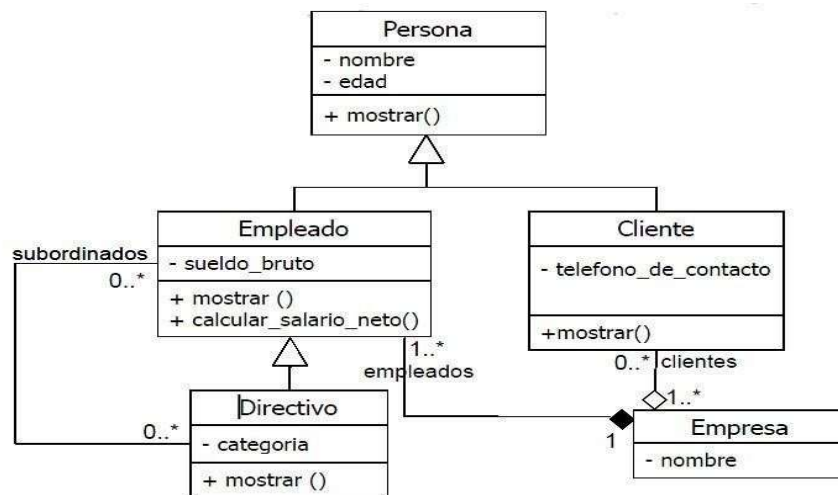 Persona
- nombre
- edad
+ mostrar()
Empleado
- sueldo_bruto
+ mostrar ()
+ calcular_salario_neto()
Cliente
- telefono_de_contacto
+mostrar()
subordinados
0..*
1..*
empleados
0..* clientes
1..*
Directivo
- categoria
+ mostrar ()
0..*
1
Empresa
- nombre